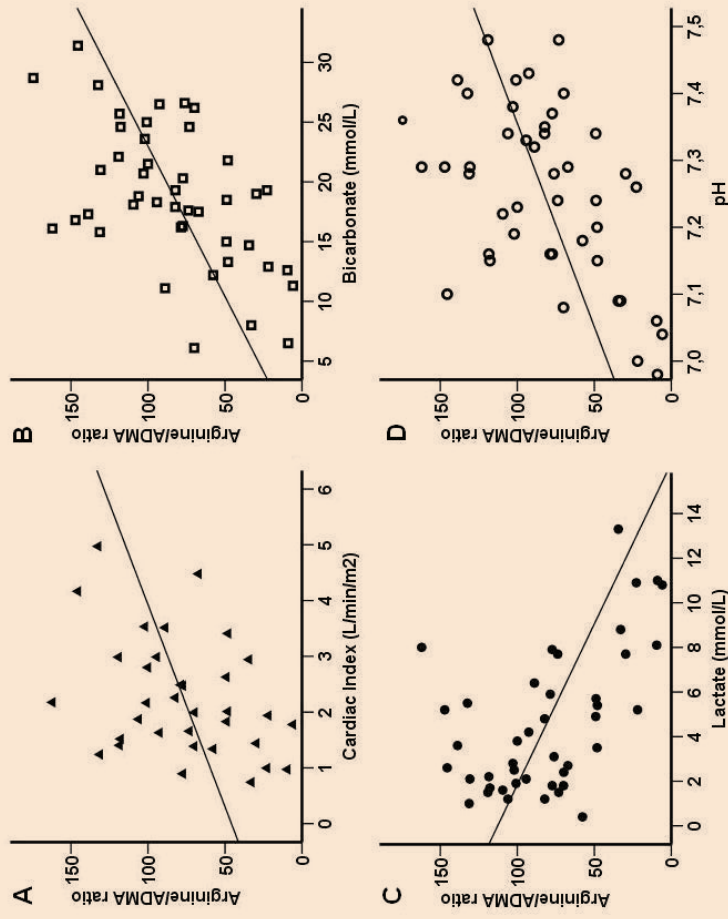 A
Arginine/ADMA ratio
150
100
50
0
0 1 2 3 4 5 6
Cardiac Index (L/min/m2)
B
Arginine/ADMA ratio
150
100
50
0
5 10 15 20 25 30
Bicarbonate (mmol/L)
C
Arginine/ADMA ratio
150
100
50
0
0 2 4 6 8 10 12 14
Lactate (mmol/L)
D
Arginine/ADMA ratio
150
100
50
0
7,0 7,1 7,2 7,3 7,4 7,5
pH